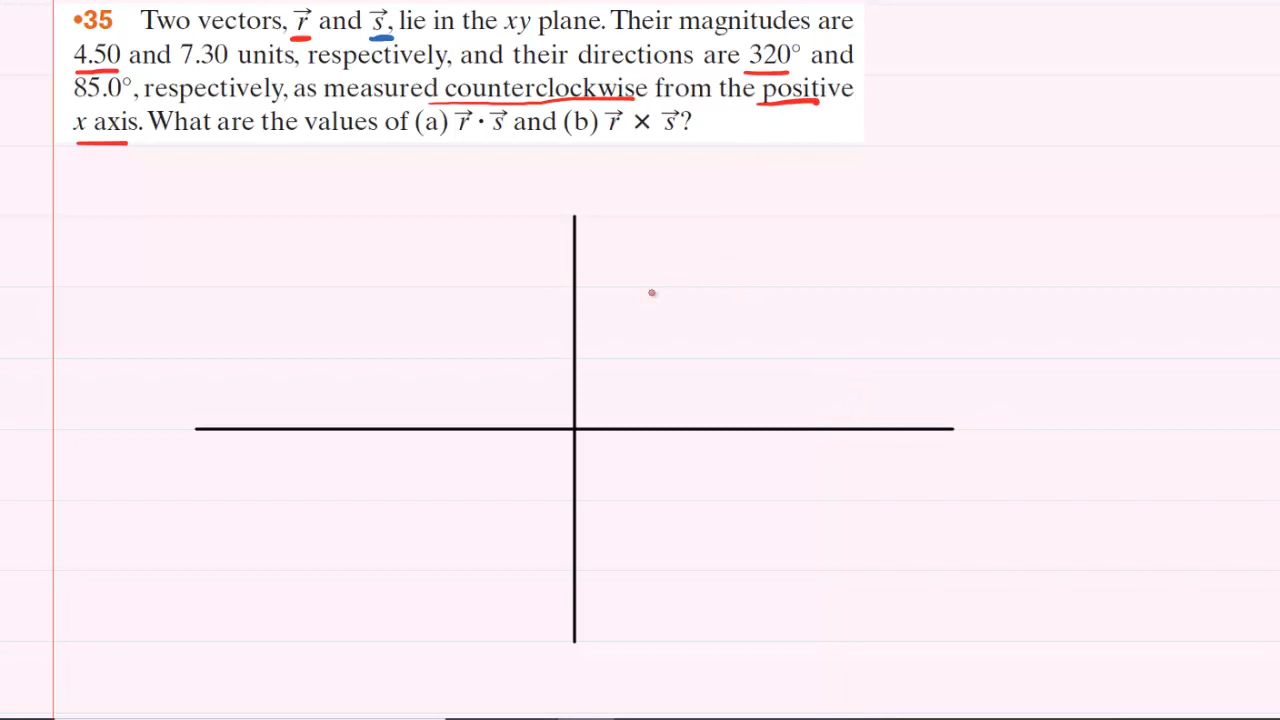 •35 Two vectors, r⃗ and s⃗, lie in the xy plane. Their magnitudes are
4.50 and 7.30 units, respectively, and their directions are 320° and
85.0°, respectively, as measured counterclockwise from the positive
x axis. What are the values of (a) r⃗ · s⃗ and (b) r⃗ × s⃗?